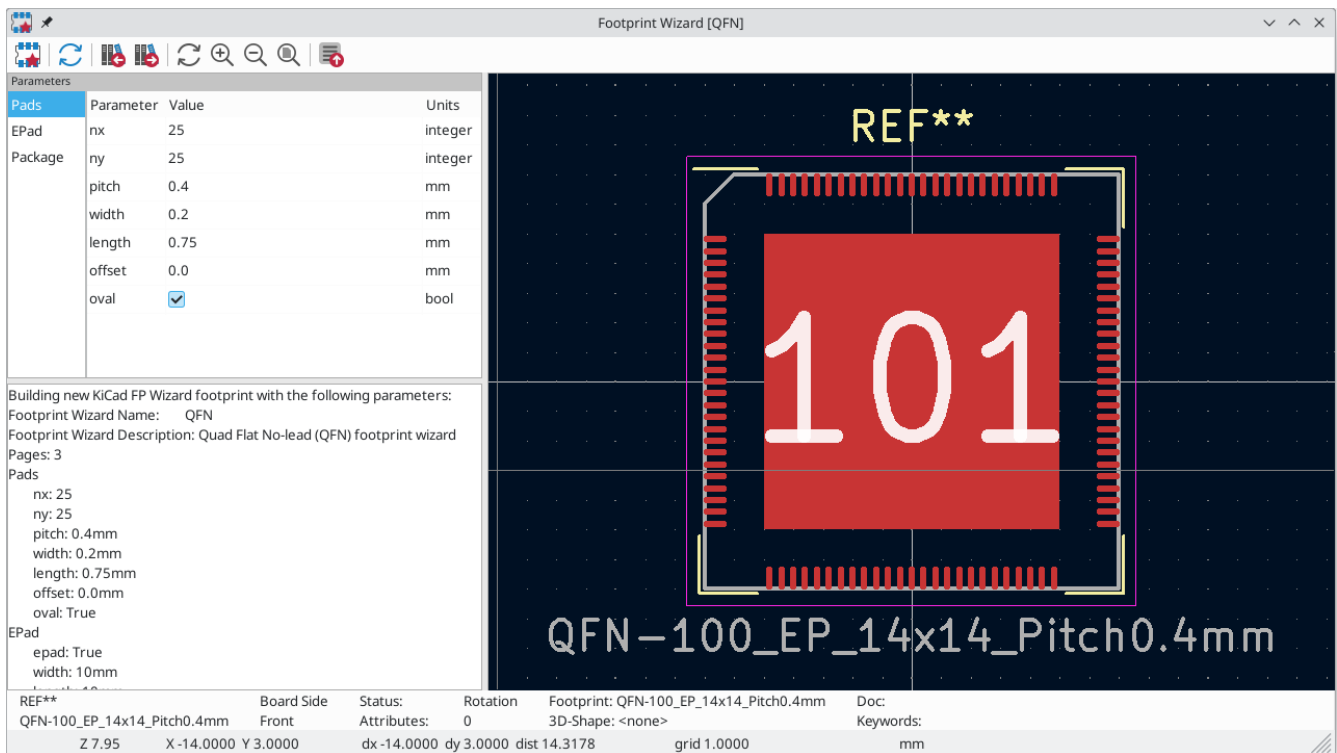 Footprint Wizard [QFN]
Parameters
Pads
EPad
Package
Parameter Value Units
nx 25 integer
ny 25 integer
pitch 0.4 mm
width 0.2 mm
length 0.75 mm
offset 0.0 mm
oval bool
Building new KiCad FP Wizard footprint with the following parameters:
Footprint Wizard Name: QFN
Footprint Wizard Description: Quad Flat No-lead (QFN) footprint wizard
Pages: 3
Pads
nx: 25
ny: 25
pitch: 0.4mm
width: 0.2mm
length: 0.75mm
offset: 0.0mm
oval: True
EPad
epad: True
width: 10mm
REF**
101
QFN-100_EP_14x14_Pitch0.4mm
REF** Board Side Status: Rotation Footprint: QFN-100_EP_14x14_Pitch0.4mm Doc:
QFN-100_EP_14x14_Pitch0.4mm Front Attributes: 0 3D-Shape: <none> Keywords:
Z 7.95 X -14.0000 Y 3.0000 dx -14.0000 dy 3.0000 dist 14.3178 grid 1.0000 mm